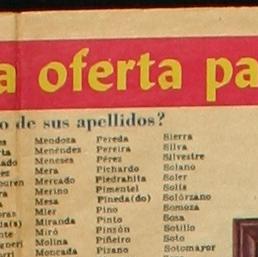 a oferta pa
o de sus apellidos?
Mendoza Pereda Sierra
Menéndes Pereira Silva
Meneses Pérez Silvestre
Mera Pichardo Solano
Mercado Piedrahita Soler
Merino Pimentel Solís
Mesa Pineda(do) Solórzano
Mier Pino Somoza
Miranda Pinto Sosa
Miró Pinsón Sotillo
Molina Piñeiro Soto
Moncada Pizano Sotomayor